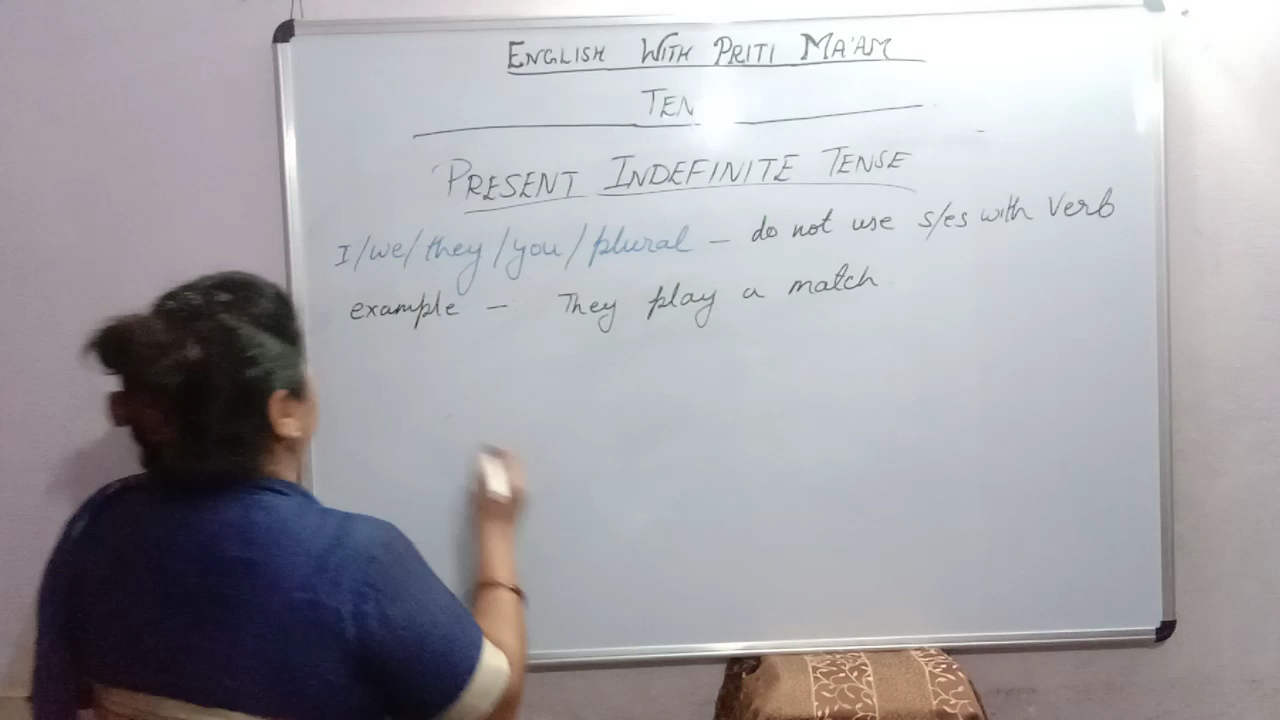 ENGLISH WITH PRITI MA'AM
TEN
PRESENT INDEFINITE TENSE
I/we/they/you/plural - do not use s/es with Verb
example - They play a match